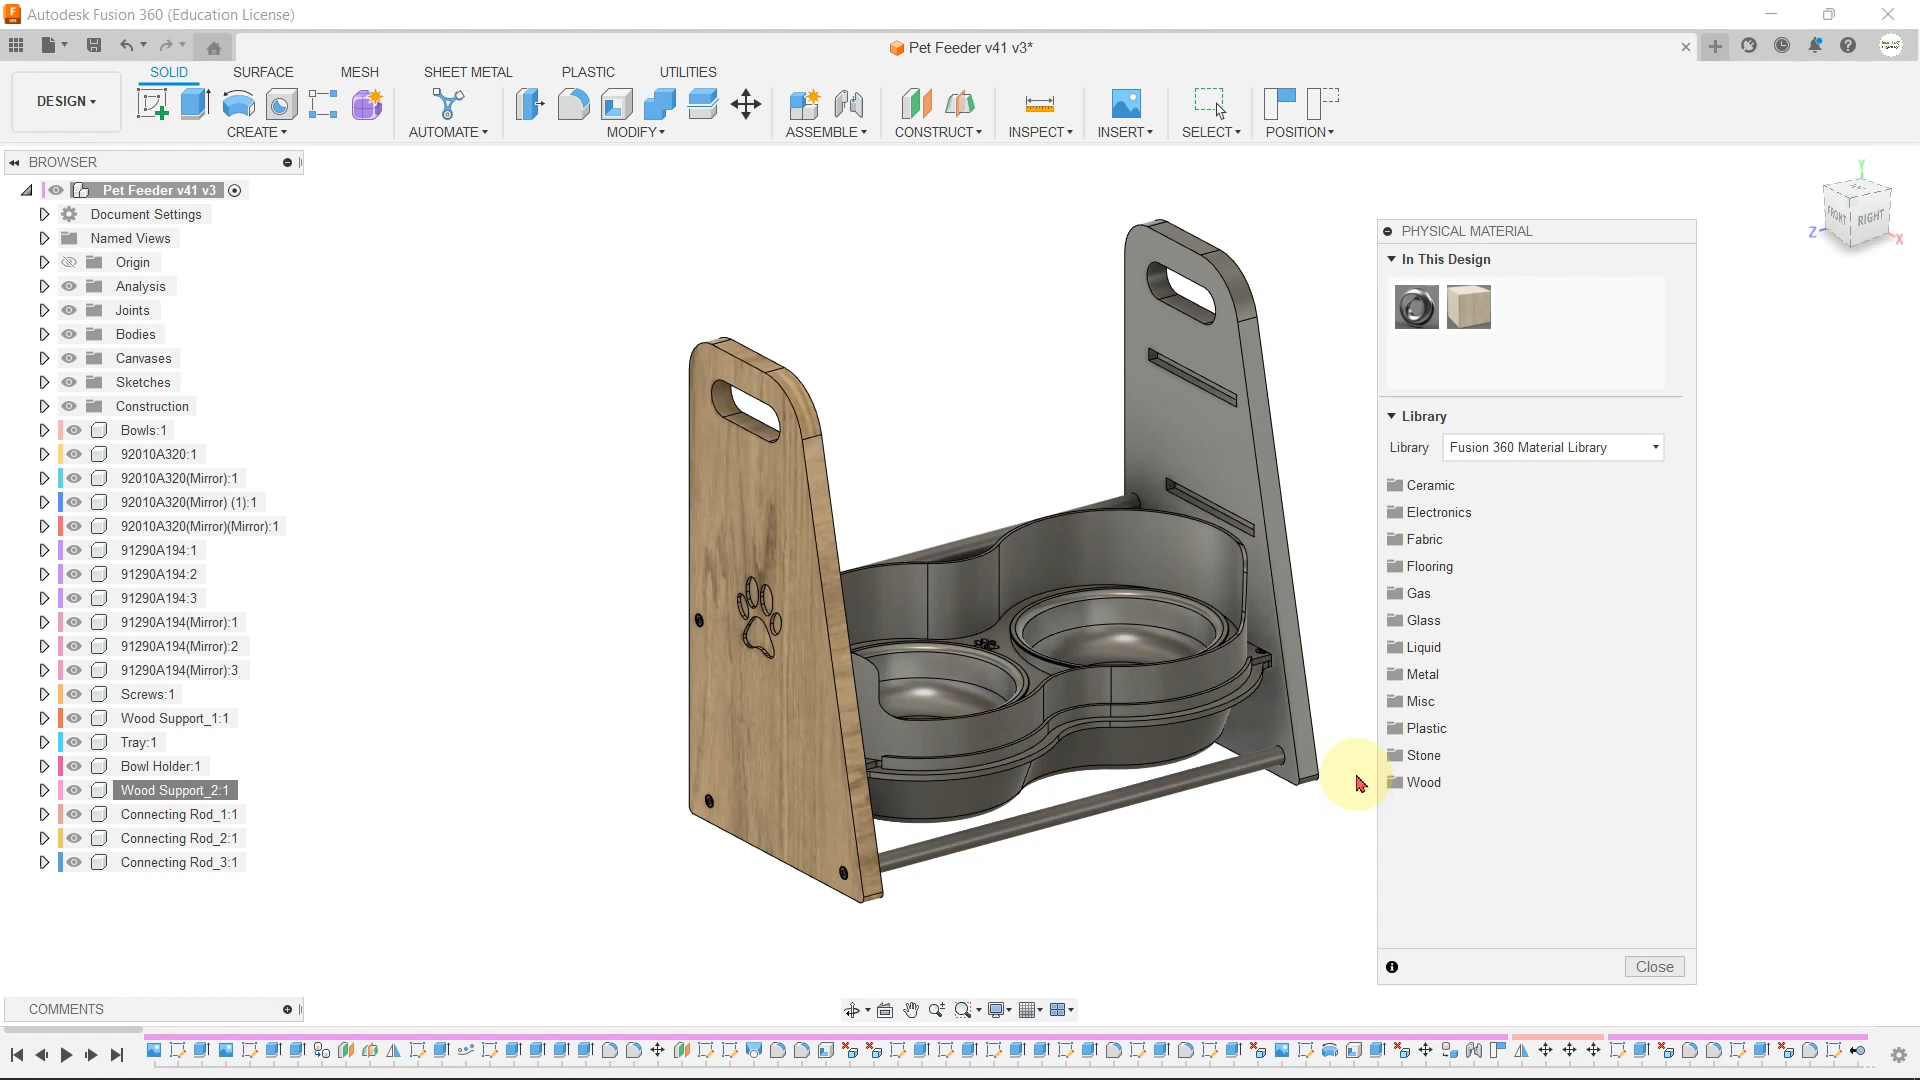 Autodesk Fusion 360 (Education License)
Pet Feeder v41 v3*
SOLID SURFACE MESH SHEET METAL PLASTIC UTILITIES
DESIGN
CREATE AUTOMATE MODIFY ASSEMBLE CONSTRUCT INSPECT INSERT SELECT POSITION
BROWSER
Pet Feeder v41 v3
Document Settings
Named Views
Origin
Analysis
Joints
Bodies
Canvases
Sketches
Construction
Bowls:1
92010A320:1
92010A320(Mirror):1
92010A320(Mirror) (1):1
92010A320(Mirror)(Mirror):1
91290A194:1
91290A194:2
91290A194:3
91290A194(Mirror):1
91290A194(Mirror):2
91290A194(Mirror):3
Screws:1
Wood Support_1:1
Tray:1
Bowl Holder:1
Wood Support_2:1
Connecting Rod_1:1
Connecting Rod_2:1
Connecting Rod_3:1
Y
FRONT RIGHT
Z X
PHYSICAL MATERIAL
In This Design
Library
Library Fusion 360 Material Library
Ceramic
Electronics
Fabric
Flooring
Gas
Glass
Liquid
Metal
Misc
Plastic
Stone
Wood
Close
COMMENTS